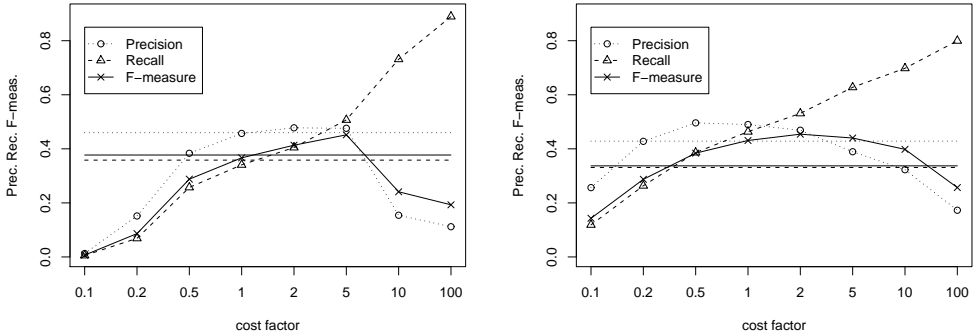 Prec. Rec. F−meas.
0.8
0.6
0.4
0.2
0.0
Precision
Recall
F−measure
0.1 0.2 0.5 1 2 5 10 100
cost factor
Prec. Rec. F−meas.
0.8
0.6
0.4
0.2
0.0
Precision
Recall
F−measure
0.1 0.2 0.5 1 2 5 10 100
cost factor